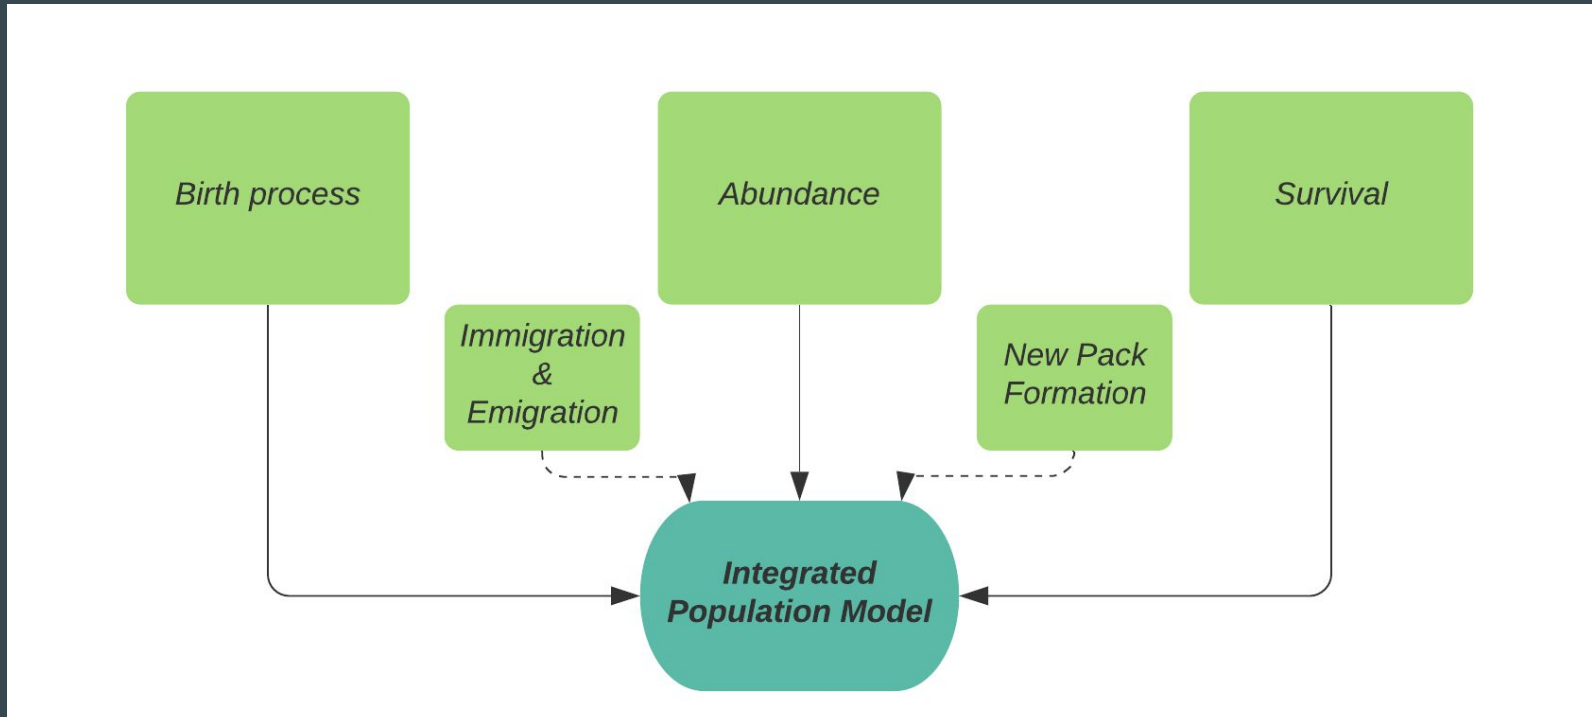 Birth process
Abundance
Survival
Immigration
&
Emigration
New Pack
Formation
Integrated
Population Model